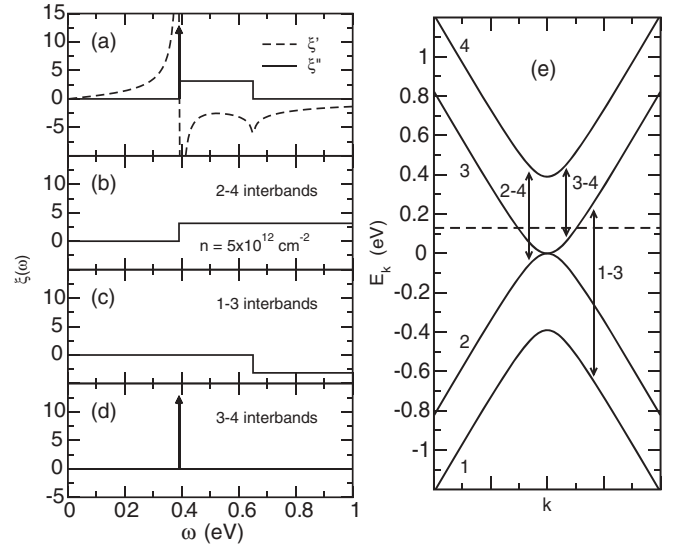 (a)
ξ'
ξ"
15
10
5
0
-5
(b)
2-4 interbands
n = 5x10¹² cm⁻²
10
5
0
-5
(c)
1-3 interbands
10
5
0
-5
(d)
3-4 interbands
10
5
0
-5
ξ(ω)
0 0.2 0.4 0.6 0.8 1
ω (eV)
(e)
4
3
2-4
3-4
1-3
2
1
1
0.8
0.6
0.4
0.2
0
-0.2
-0.4
-0.6
-0.8
-1
E_k (eV)
k